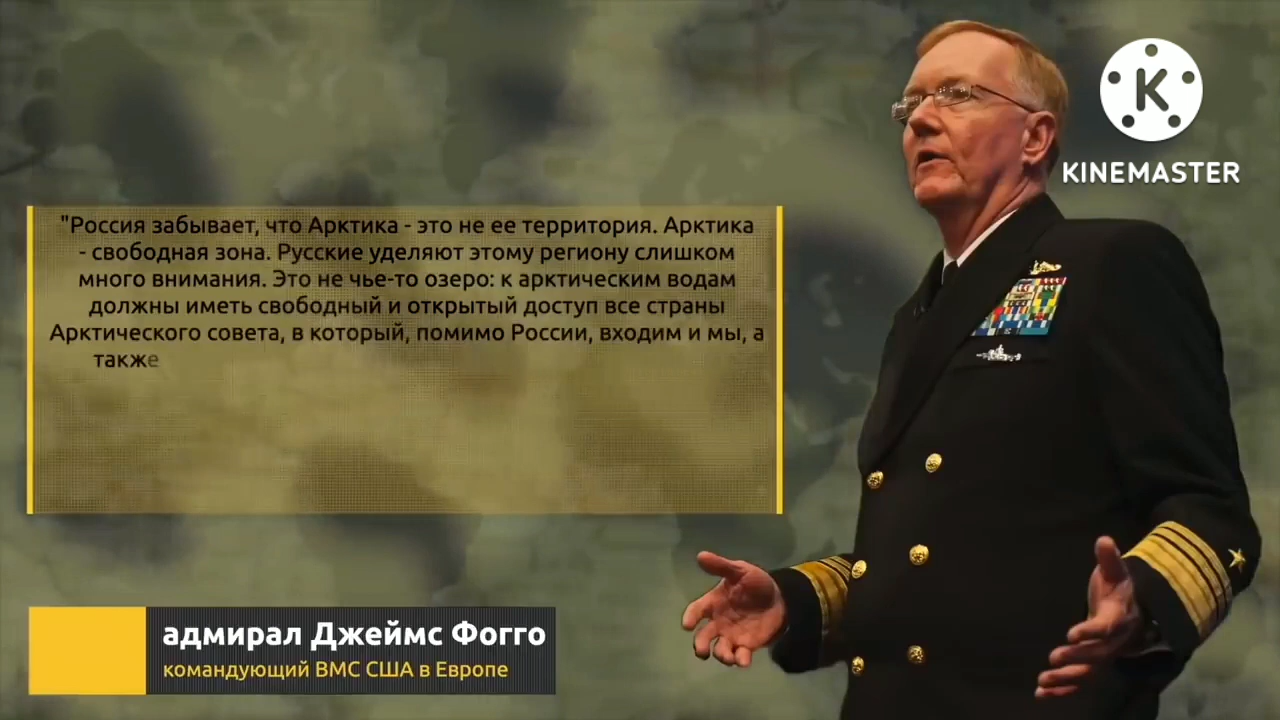 K
KINEMASTER
"Россия забывает, что Арктика - это не ее территория. Арктика
- свободная зона. Русские уделяют этому региону слишком
много внимания. Это не чье-то озеро: к арктическим водам
должны иметь свободный и открытый доступ все страны
Арктического совета, в который, помимо России, входим и мы, а
также
адмирал Джеймс Фогго
командующий ВМС США в Европе